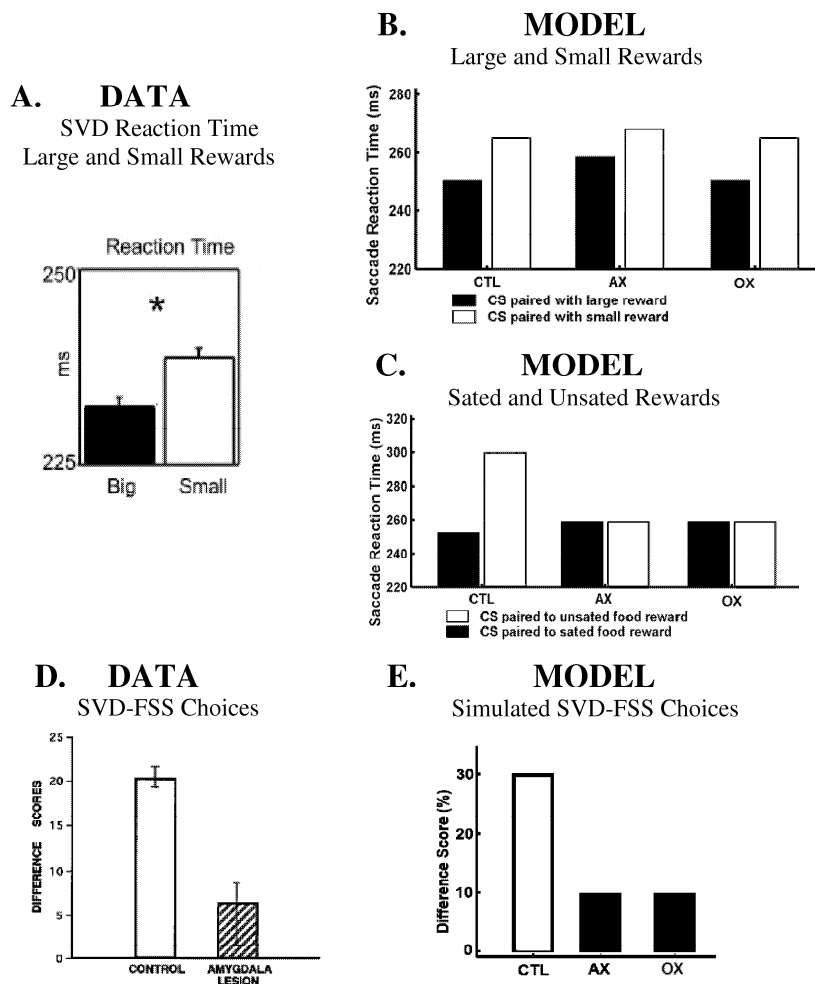 A. DATA
SVD Reaction Time
Large and Small Rewards
Reaction Time
250
*
ms
225
Big Small
B. MODEL
Large and Small Rewards
Saccade Reaction Time (ms)
280
260
240
220
CTL AX OX
CS paired with large reward
CS paired with small reward
C. MODEL
Sated and Unsated Rewards
Saccade Reaction Time (ms)
320
300
280
260
240
220
CTL AX OX
CS paired to unsated food reward
CS paired to sated food reward
D. DATA
SVD-FSS Choices
DIFFERENCE SCORES
25
20
15
10
5
0
CONTROL AMYGDALA
LESION
E. MODEL
Simulated SVD-FSS Choices
Difference Score (%)
30
20
10
0
CTL AX OX